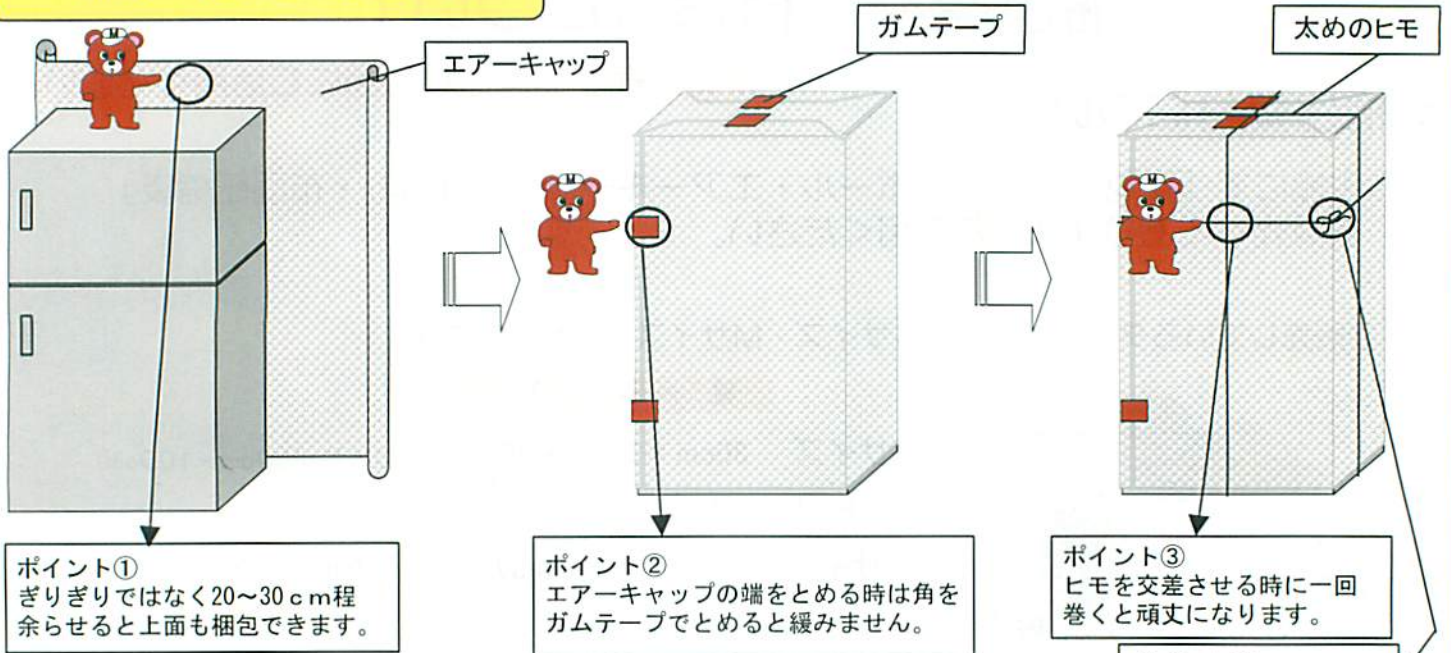 エアーキャップ
ガムテープ
太めのヒモ
M
M
M
ポイント①
ぎりぎりではなく20～30ｃｍ程
余らせると上面も梱包できます。
ポイント②
エアーキャップの端をとめる時は角を
ガムテープでとめると緩みません。
ポイント③
ヒモを交差させる時に一回
巻くと頑丈になります。